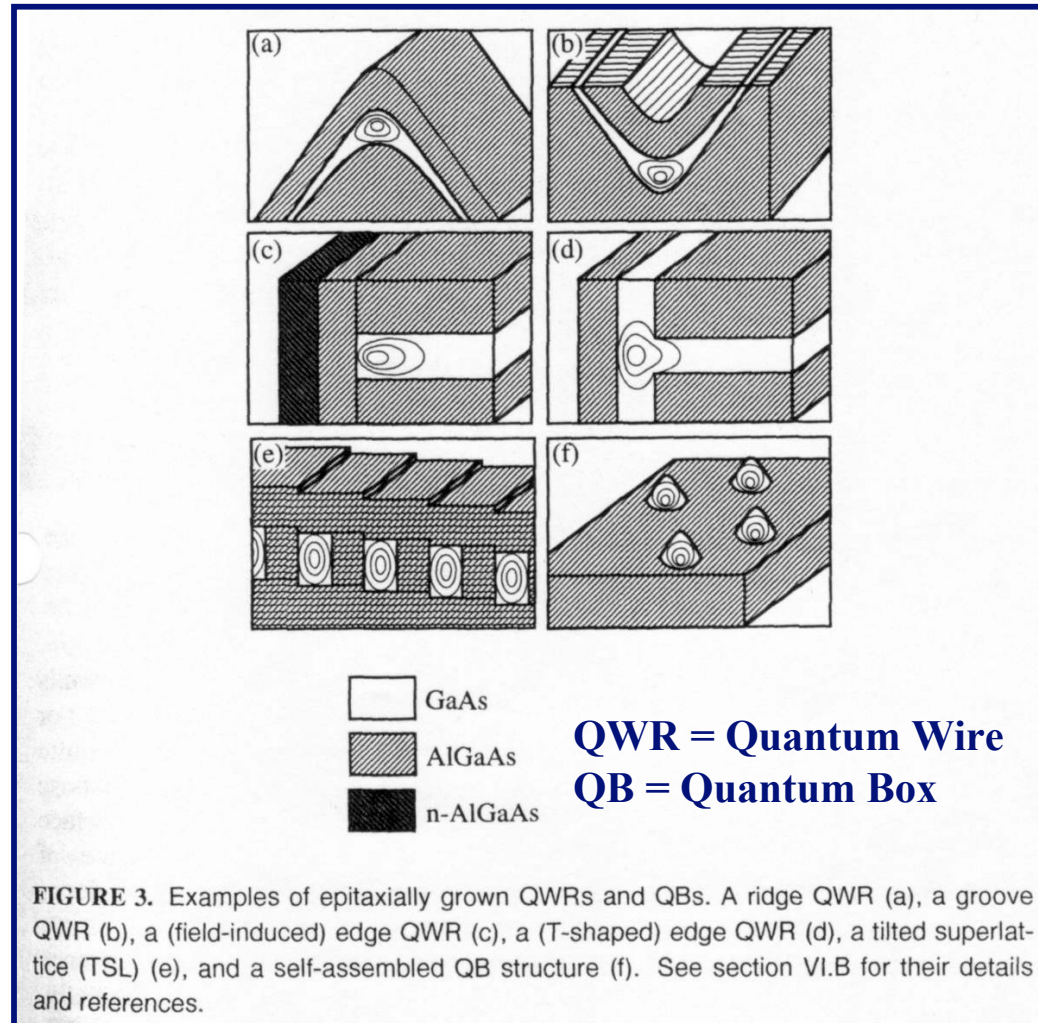 (a)
(b)
(c)
(d)
(e)
(f)
GaAs
AlGaAs
n-AlGaAs
QWR = Quantum Wire
QB = Quantum Box
FIGURE 3. Examples of epitaxially grown QWRs and QBs. A ridge QWR (a), a groove
QWR (b), a (field-induced) edge QWR (c), a (T-shaped) edge QWR (d), a tilted superlat-
tice (TSL) (e), and a self-assembled QB structure (f). See section VI.B for their details
and references.